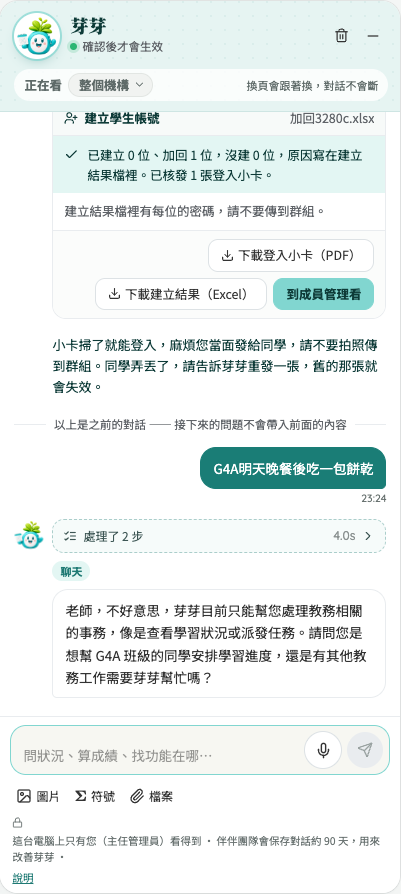 芽芽
確認後才會生效
正在看 整個機構
換頁會跟著換，對話不會斷
建立學生帳號 加回3280c.xlsx
已建立 0 位、加回 1 位，沒建 0 位，原因寫在建立
結果檔裡。已核發 1 張登入小卡。
建立結果檔裡有每位的密碼，請不要傳到群組。
下載登入小卡（PDF）
下載建立結果（Excel） 到成員管理看
小卡掃了就能登入，麻煩您當面發給同學，請不要拍照傳
到群組。同學弄丟了，請告訴芽芽重發一張，舊的那張就
會失效。
以上是之前的對話 —— 接下來的問題不會帶入前面的內容
G4A明天晚餐後吃一包餅乾
23:24
處理了 2 步 4.0s
聊天
老師，不好意思，芽芽目前只能幫您處理教務相關
的事務，像是查看學習狀況或派發任務。請問您是
想幫 G4A 班級的同學安排學習進度，還是有其他教
務工作需要芽芽幫忙嗎？
問狀況、算成績、找功能在哪…
圖片 Σ 符號 檔案
這台電腦上只有您（主任管理員）看得到 · 伴伴團隊會保存對話約 90 天，用來
改善芽芽 ·
說明